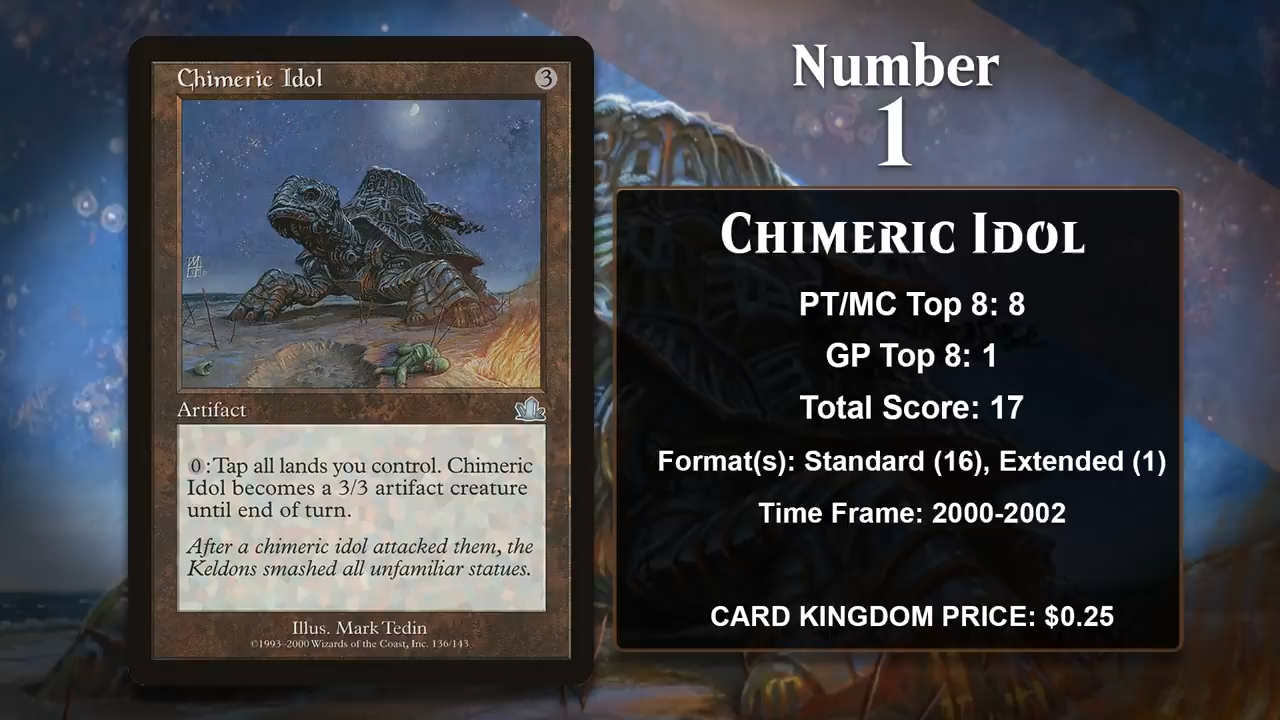 Chimeric Idol
3
Artifact
0:Tap all lands you control. Chimeric
Idol becomes a 3/3 artifact creature
until end of turn.
After a chimeric idol attacked them, the
Keldons smashed all unfamiliar statues.
Illus. Mark Tedin
©1993–2000 Wizards of the Coast, Inc. 136/143
Number
1
CHIMERIC IDOL
PT/MC Top 8: 8
GP Top 8: 1
Total Score: 17
Format(s): Standard (16), Extended (1)
Time Frame: 2000-2002
CARD KINGDOM PRICE: $0.25